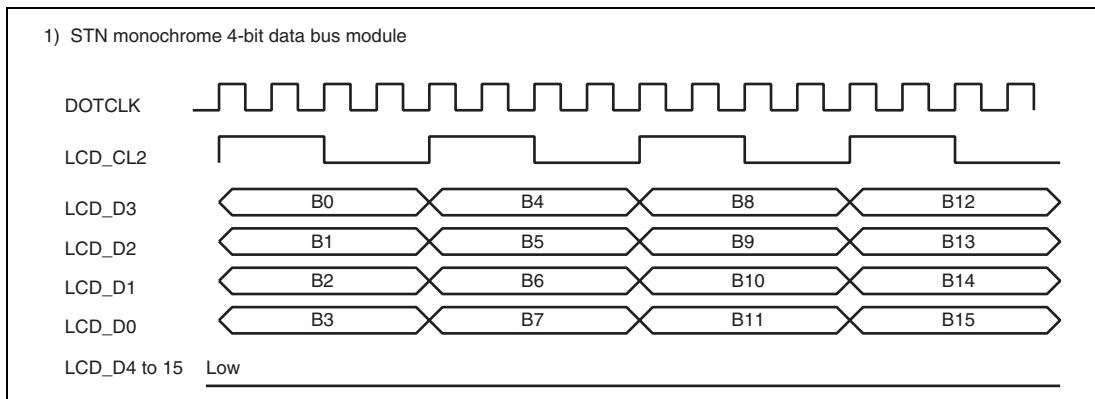 1) STN monochrome 4-bit data bus module
DOTCLK
LCD_CL2
LCD_D3 B0 B4 B8 B12
LCD_D2 B1 B5 B9 B13
LCD_D1 B2 B6 B10 B14
LCD_D0 B3 B7 B11 B15
LCD_D4 to 15 Low